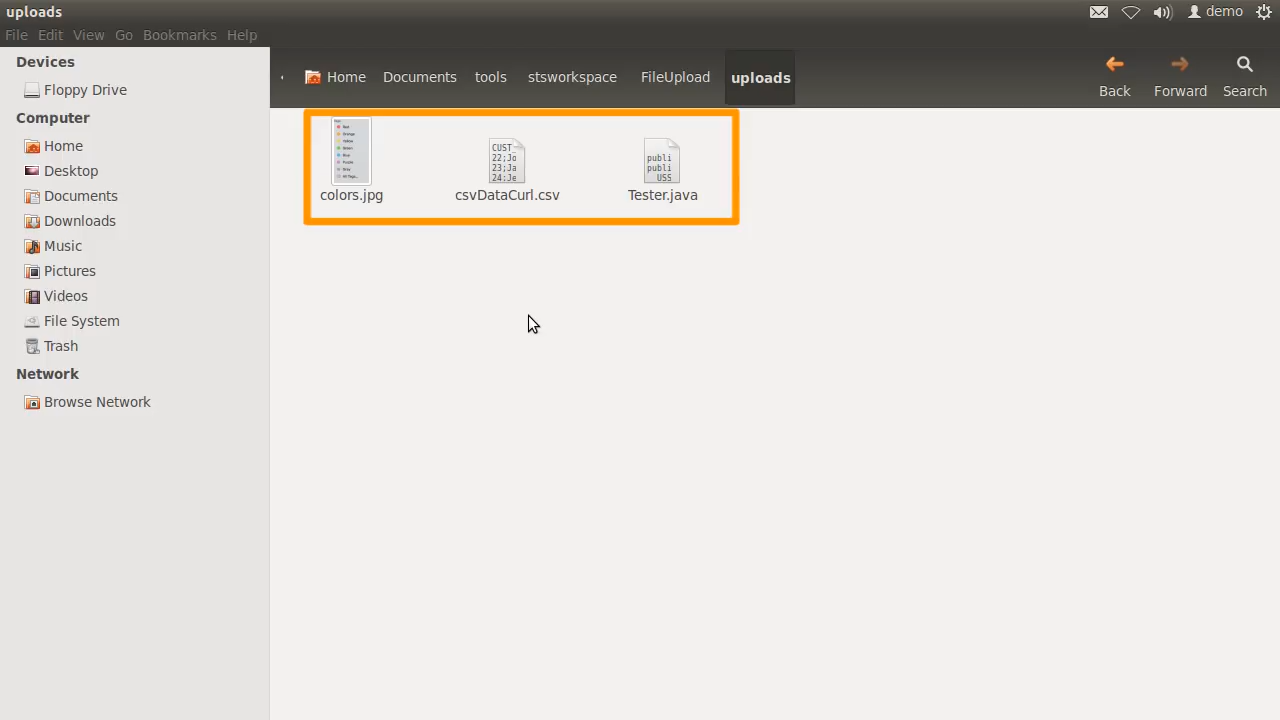 uploads
demo
File Edit View Go Bookmarks Help
Devices
Floppy Drive
Computer
Home
Desktop
Documents
Downloads
Music
Pictures
Videos
File System
Trash
Network
Browse Network
Home Documents tools stsworkspace FileUpload uploads
Back Forward Search
CUST
22;Jo
23;Ja
24;Je
publi
publi
USS
colors.jpg csvDataCurl.csv Tester.java